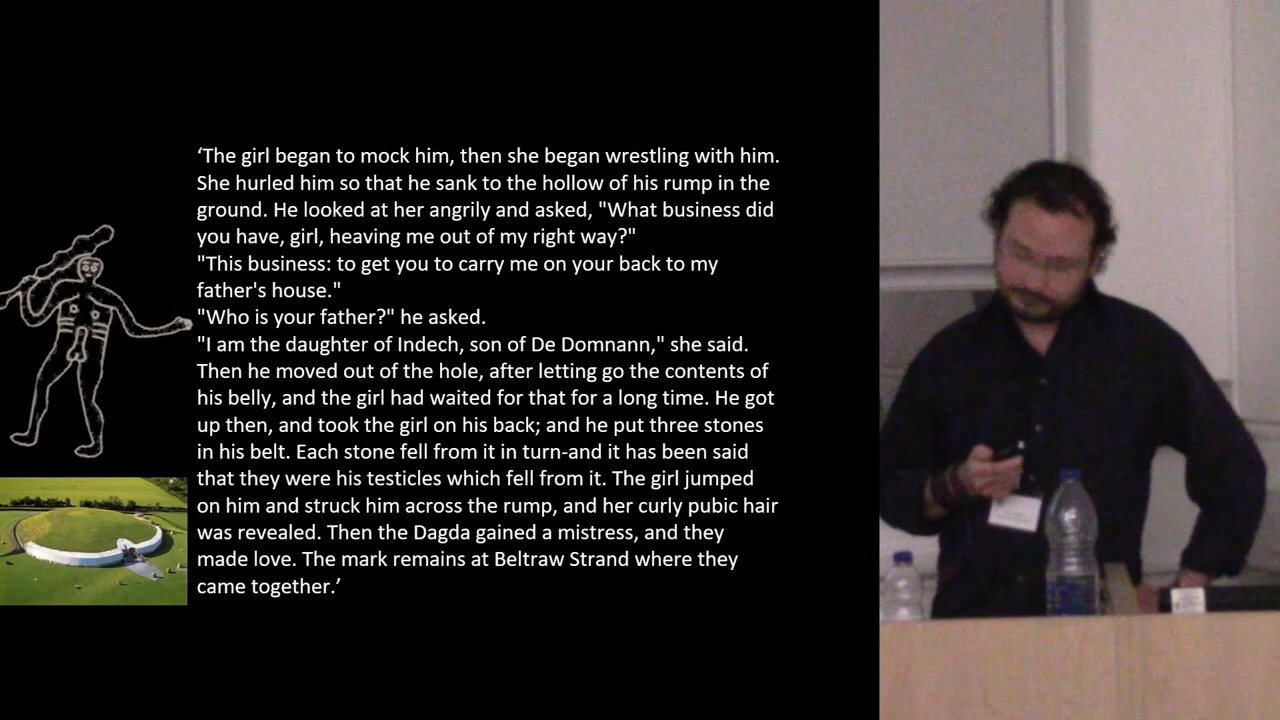 ‘The girl began to mock him, then she began wrestling with him.
She hurled him so that he sank to the hollow of his rump in the
ground. He looked at her angrily and asked, "What business did
you have, girl, heaving me out of my right way?"
"This business: to get you to carry me on your back to my
father's house."
"Who is your father?" he asked.
"I am the daughter of Indech, son of De Domnann," she said.
Then he moved out of the hole, after letting go the contents of
his belly, and the girl had waited for that for a long time. He got
up then, and took the girl on his back; and he put three stones
in his belt. Each stone fell from it in turn-and it has been said
that they were his testicles which fell from it. The girl jumped
on him and struck him across the rump, and her curly pubic hair
was revealed. Then the Dagda gained a mistress, and they
made love. The mark remains at Beltraw Strand where they
came together.’